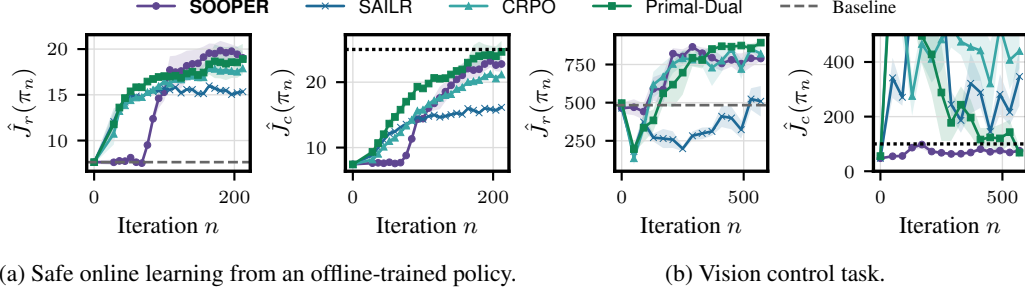 SOOPER SAILR CRPO Primal-Dual Baseline
20
15
10
0 200
Ĵr(πn)
Iteration n
20
10
0 200
Ĵc(πn)
Iteration n
750
500
250
0 500
Ĵr(πn)
Iteration n
400
200
0
0 500
Ĵc(πn)
Iteration n
(a) Safe online learning from an offline-trained policy.
(b) Vision control task.